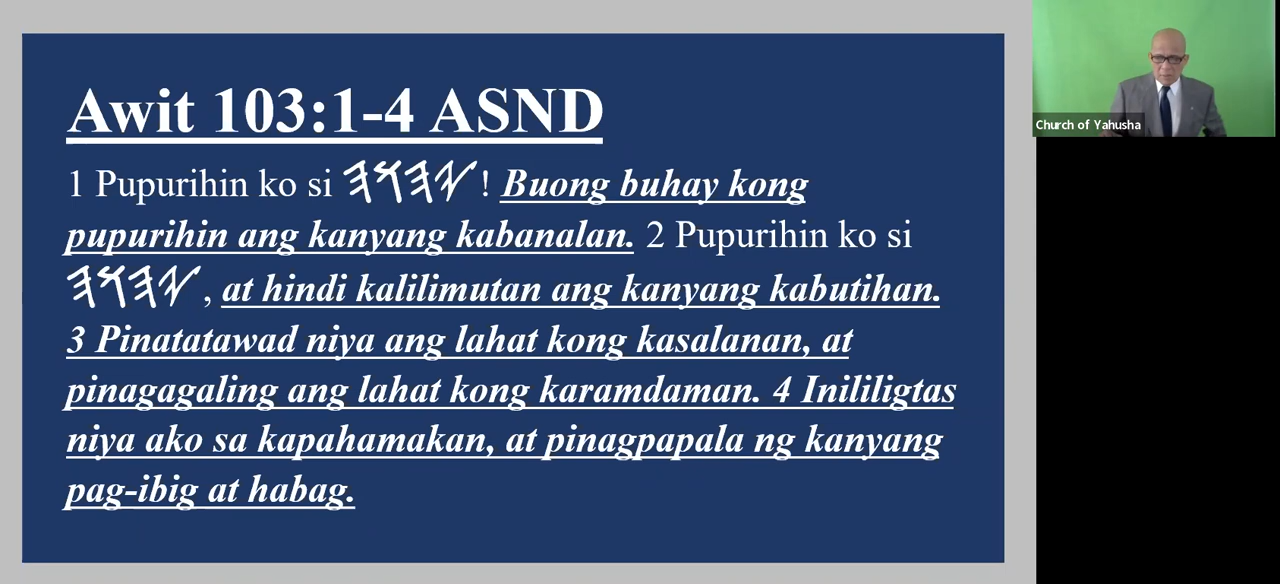 Awit 103:1-4 ASND
1 Pupurihin ko si 𐤉𐤄𐤅𐤄! Buong buhay kong
pupurihin ang kanyang kabanalan. 2 Pupurihin ko si
𐤉𐤄𐤅𐤄, at hindi kalilimutan ang kanyang kabutihan.
3 Pinatatawad niya ang lahat kong kasalanan, at
pinagagaling ang lahat kong karamdaman. 4 Inililigtas
niya ako sa kapahamakan, at pinagpapala ng kanyang
pag-ibig at habag.
Church of Yahusha